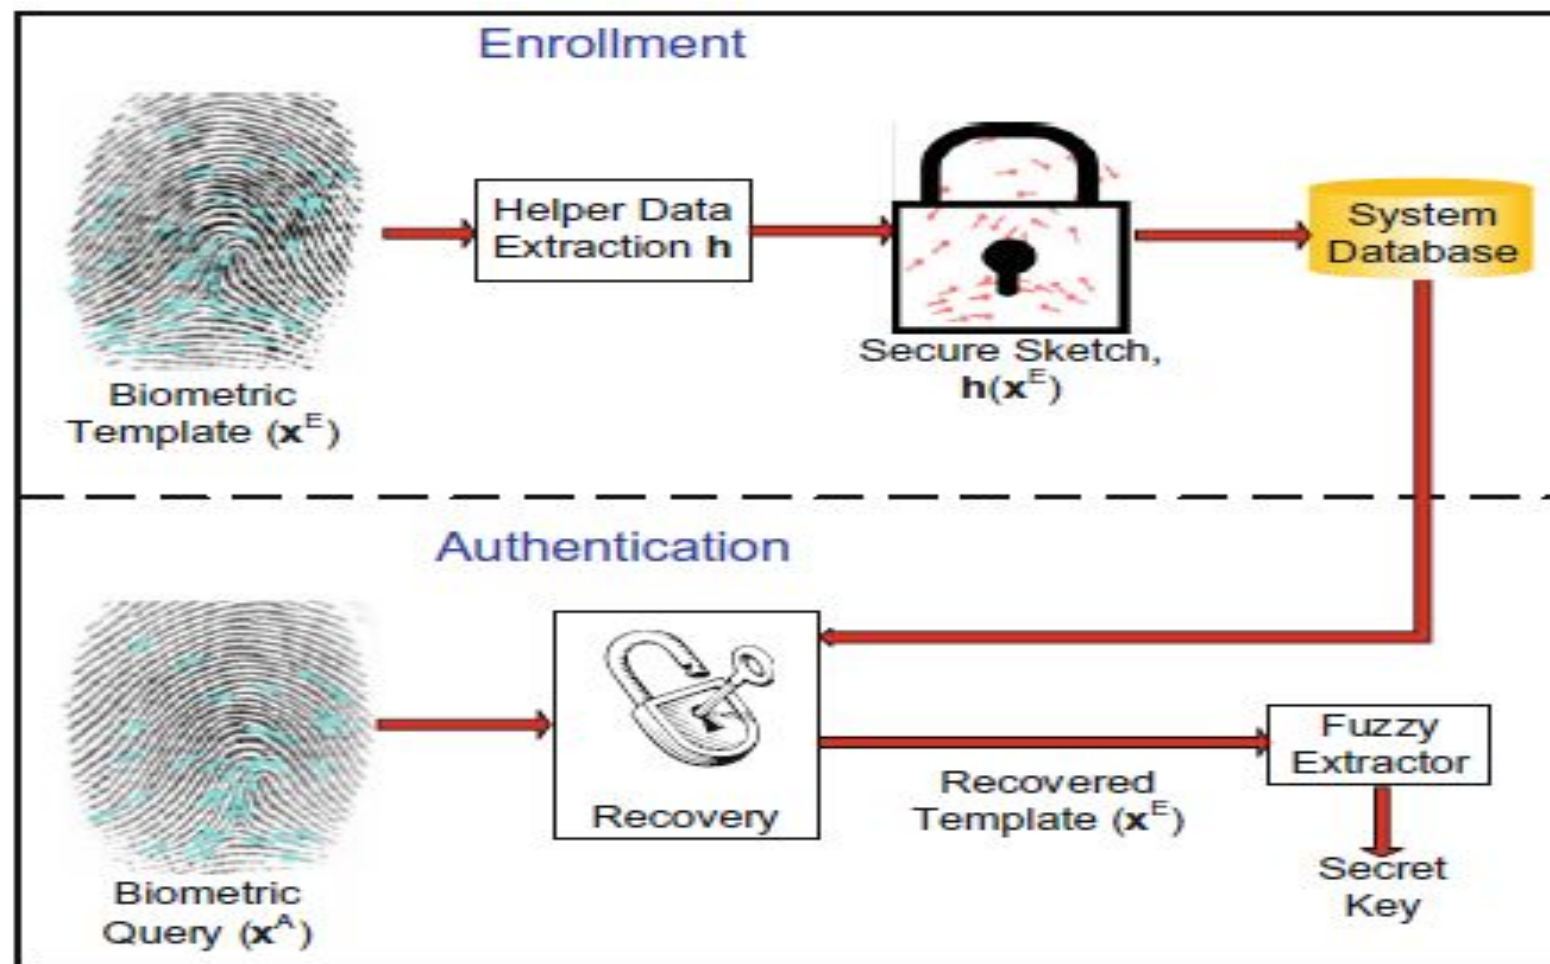 Enrollment
Helper Data
Extraction h
System
Database
Secure Sketch,
h(x^E)
Biometric
Template (x^E)
Authentication
Fuzzy
Extractor
Recovered
Template (x^E)
Recovery
Secret
Key
Biometric
Query (x^A)